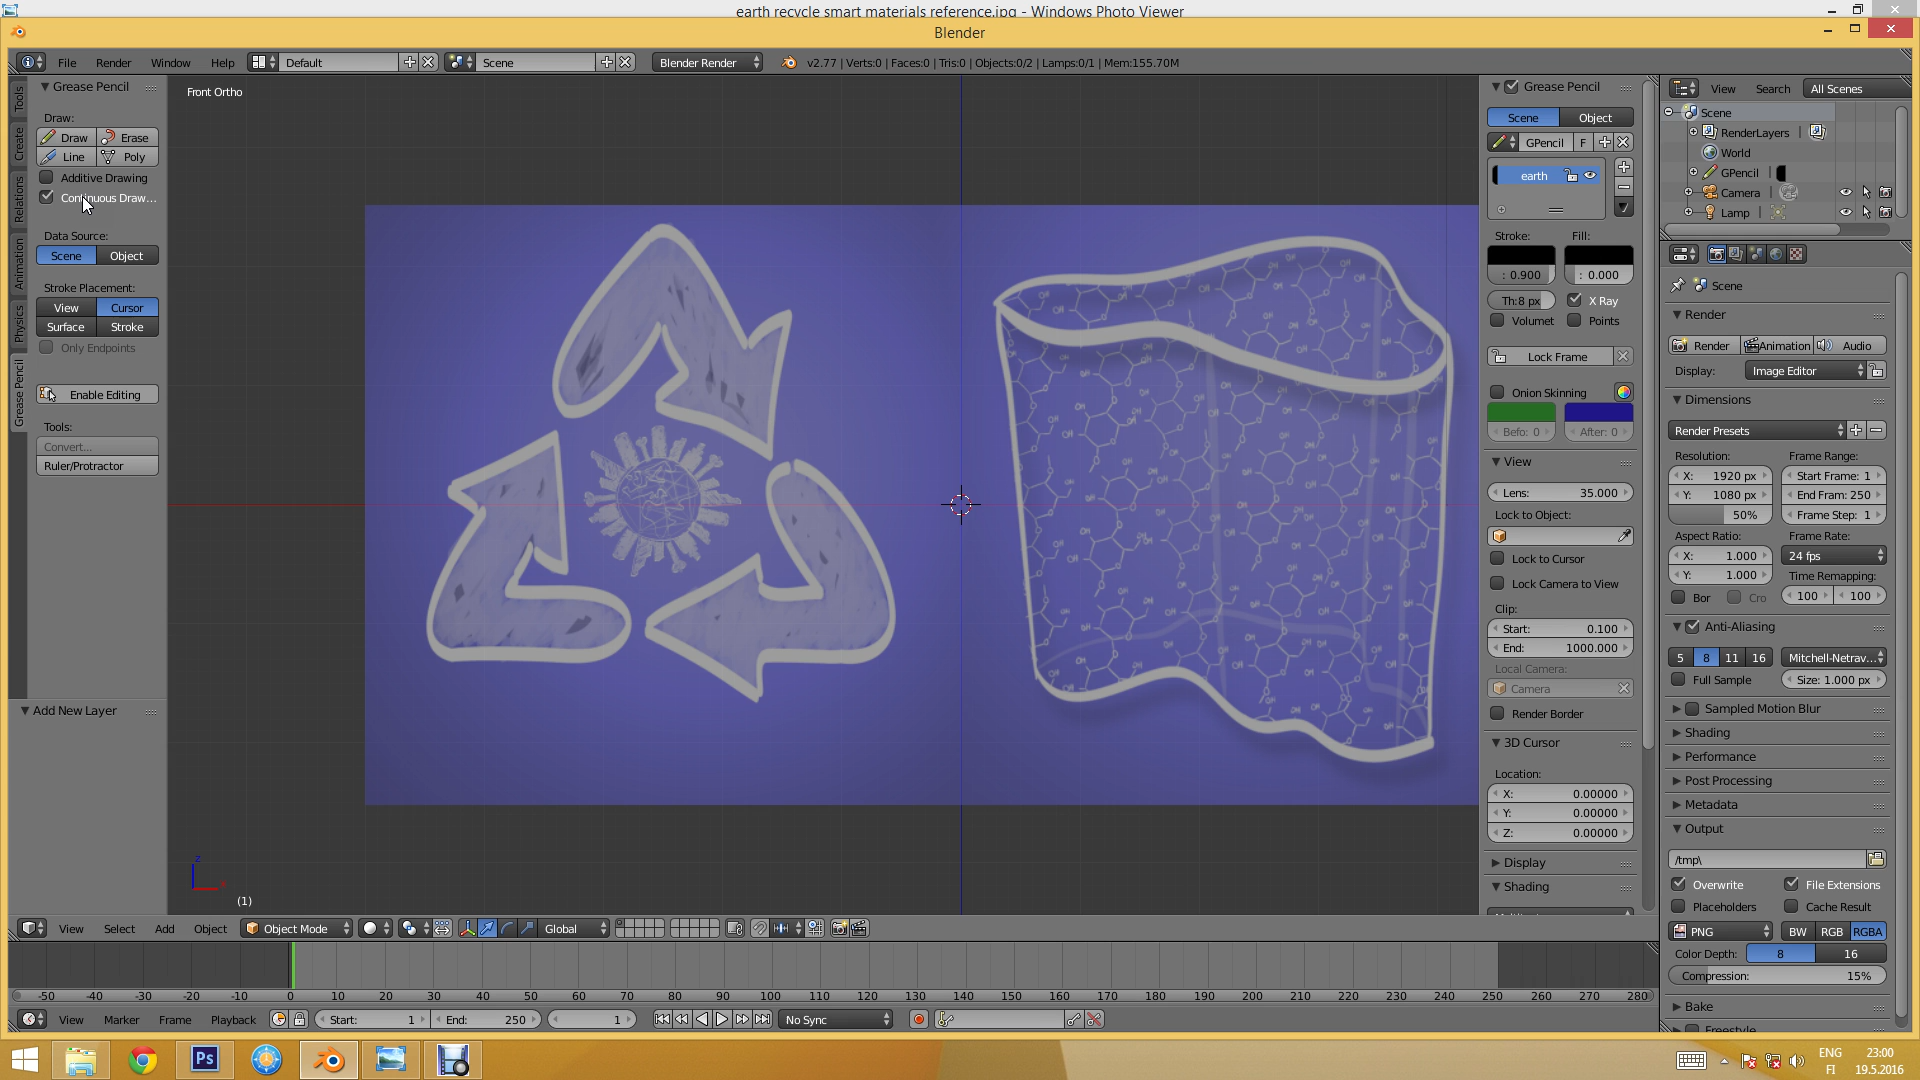 earth recycle smart materials reference.jpg - Windows Photo Viewer
Blender
File Render Window Help Default Scene Blender Render v2.77 | Verts:0 | Faces:0 | Tris:0 | Objects:0/2 | Lamps:0/1 | Mem:155.70M
Tools
Create
Relations
Animation
Physics
Grease Pencil
Grease Pencil
Draw:
Draw Erase
Line Poly
Additive Drawing
Continuous Draw...
Data Source:
Scene Object
Stroke Placement:
View Cursor
Surface Stroke
Only Endpoints
Enable Editing
Tools:
Convert...
Ruler/Protractor
Add New Layer
Front Ortho
(1)
Grease Pencil
Scene Object
GPencil F
earth
Stroke: Fill:
: 0.900 : 0.000
Th:8 px X Ray
Volumet Points
Lock Frame
Onion Skinning
Befo: 0 After: 0
View
Lens: 35.000
Lock to Object:
Lock to Cursor
Lock Camera to View
Clip:
Start: 0.100
End: 1000.000
Local Camera:
Camera
Render Border
3D Cursor
Location:
X: 0.00000
Y: 0.00000
Z: 0.00000
Display
Shading
View Search All Scenes
Scene
RenderLayers
World
GPencil
Camera
Lamp
Scene
Render
Render Animation Audio
Display: Image Editor
Dimensions
Render Presets
Resolution: Frame Range:
X: 1920 px Start Frame: 1
Y: 1080 px End Fram: 250
50% Frame Step: 1
Aspect Ratio: Frame Rate:
X: 1.000 24 fps
Y: 1.000 Time Remapping:
Bor Cro 100 100
Anti-Aliasing
5 8 11 16 Mitchell-Netrav...
Full Sample Size: 1.000 px
Sampled Motion Blur
Shading
Performance
Post Processing
Metadata
Output
/tmp\
Overwrite File Extensions
Placeholders Cache Result
PNG BW RGB RGBA
Color Depth: 8 16
Compression: 15%
Bake
Freestyle
View Select Add Object Object Mode Global
-50 -40 -30 -20 -10 0 10 20 30 40 50 60 70 80 90 100 110 120 130 140 150 160 170 180 190 200 210 220 230 240 250 260 270 280
View Marker Frame Playback Start: 1 End: 250 1 No Sync
Ps
ENG 23:00
FI 19.5.2016